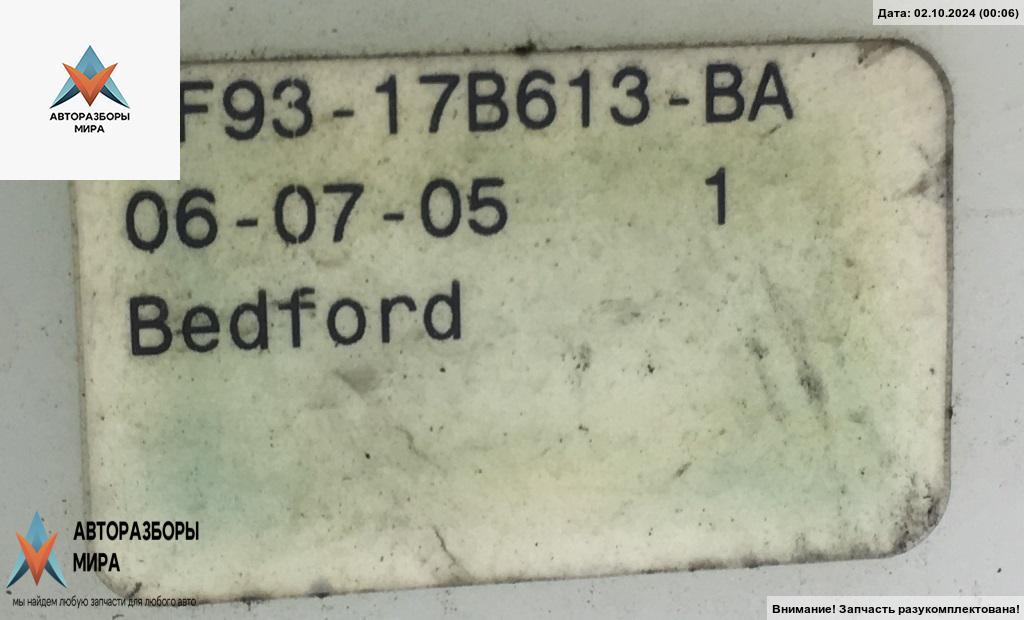 Дата: 02.10.2024 (00:06)
АВТОРАЗБОРЫ
МИРА
F93-17B613-BA
06-07-05 1
Bedford
АВТОРАЗБОРЫ
МИРА
мы найдем любую запчасти для любого авто
Внимание! Запчасть разукомплектована!